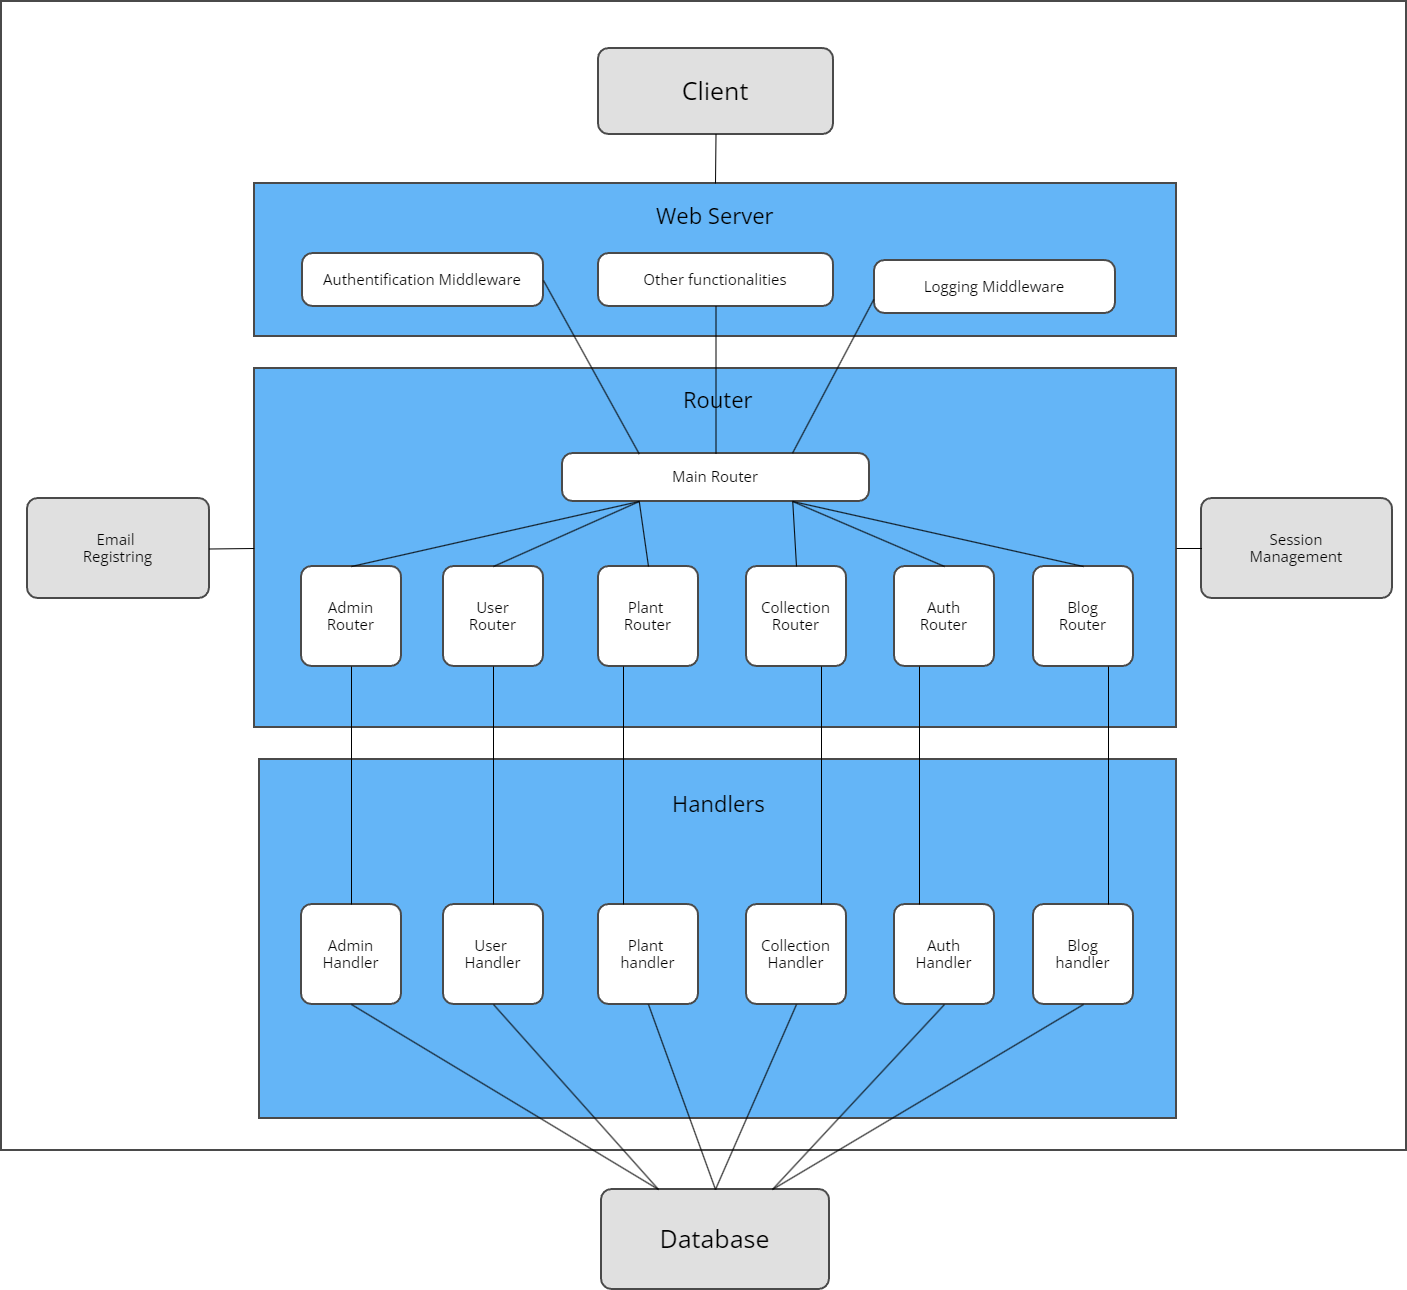 Client
Web Server
Authentification Middleware
Other functionalities
Logging Middleware
Router
Main Router
Email
Registring
Session
Management
Admin
Router
User
Router
Plant
Router
Collection
Router
Auth
Router
Blog
Router
Handlers
Admin
Handler
User
Handler
Plant
handler
Collection
Handler
Auth
Handler
Blog
handler
Database